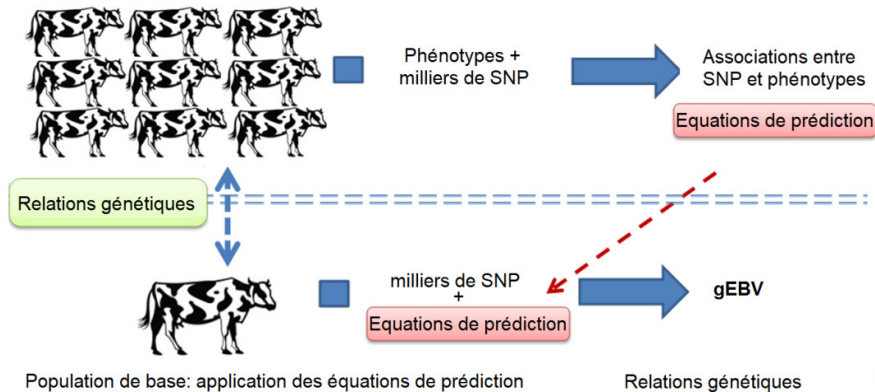 Phénotypes +
milliers de SNP
Associations entre
SNP et phénotypes
Equations de prédiction
Relations génétiques
milliers de SNP
+
Equations de prédiction
gEBV
Population de base: application des équations de prédiction
Relations génétiques